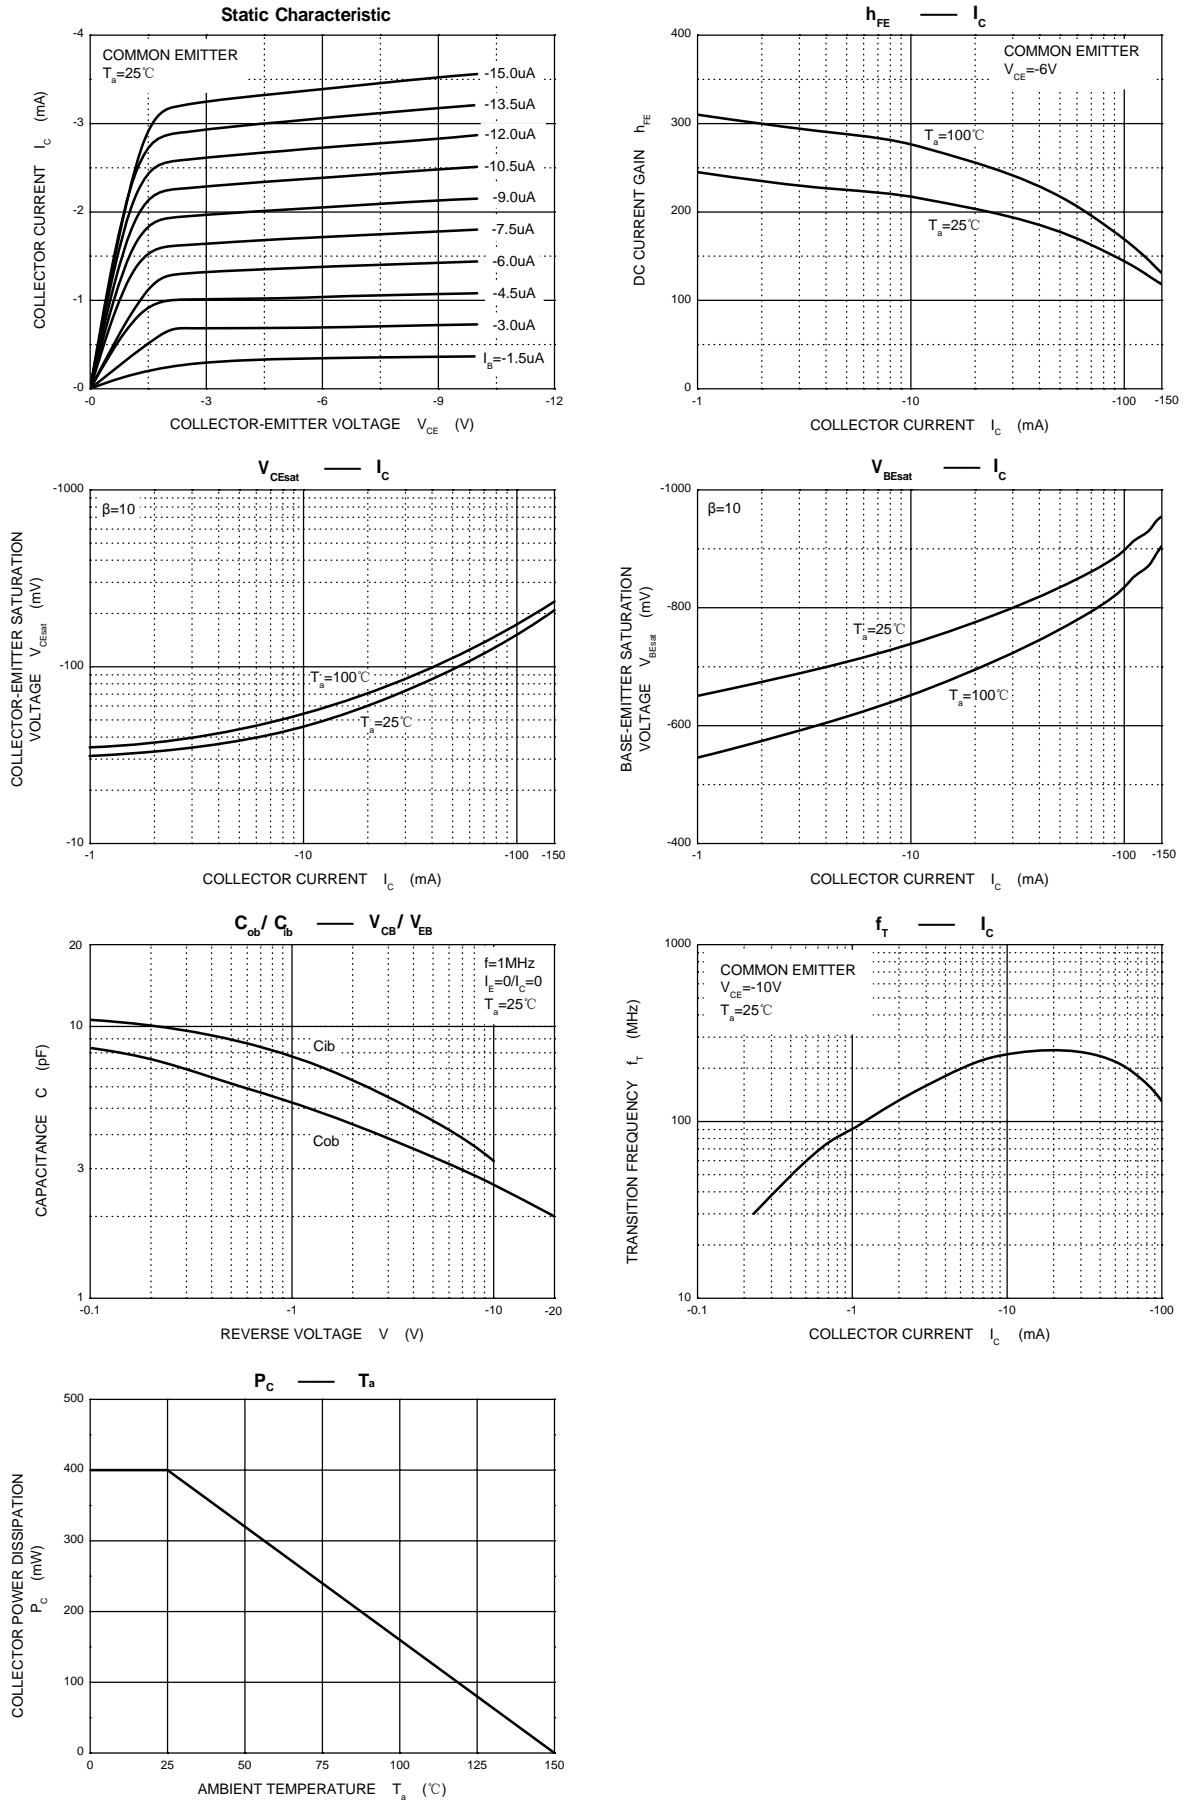 Static Characteristic
COMMON EMITTER
Ta=25℃
-15.0uA
-13.5uA
-12.0uA
-10.5uA
-9.0uA
-7.5uA
-6.0uA
-4.5uA
-3.0uA
IB=-1.5uA
-4
-3
-2
-1
-0
-0
-3
-6
-9
-12
COLLECTOR CURRENT IC (mA)
COLLECTOR-EMITTER VOLTAGE VCE (V)
hFE —— IC
COMMON EMITTER
VCE=-6V
Ta=100℃
Ta=25℃
400
300
200
100
0
-1
-10
-100
-150
DC CURRENT GAIN hFE
COLLECTOR CURRENT IC (mA)
VCEsat —— IC
β=10
Ta=100℃
Ta=25℃
-1000
-100
-10
-1
-10
-100
-150
COLLECTOR-EMITTER SATURATION
VOLTAGE VCEsat (mV)
COLLECTOR CURRENT IC (mA)
VBEsat —— IC
β=10
Ta=25℃
Ta=100℃
-1000
-800
-600
-400
-1
-10
-100
-150
BASE-EMITTER SATURATION
VOLTAGE VBEsat (mV)
COLLECTOR CURRENT IC (mA)
Cob/ Cib —— VCB/ VEB
f=1MHz
IE=0/IC=0
Ta=25℃
Cib
Cob
20
10
3
1
-0.1
-1
-10
-20
CAPACITANCE C (pF)
REVERSE VOLTAGE V (V)
fT —— IC
COMMON EMITTER
VCE=-10V
Ta=25℃
1000
100
10
-0.1
-1
-10
-100
TRANSITION FREQUENCY fT (MHz)
COLLECTOR CURRENT IC (mA)
PC —— Ta
500
400
300
200
100
0
0
25
50
75
100
125
150
COLLECTOR POWER DISSIPATION
PC (mW)
AMBIENT TEMPERATURE Ta (℃)